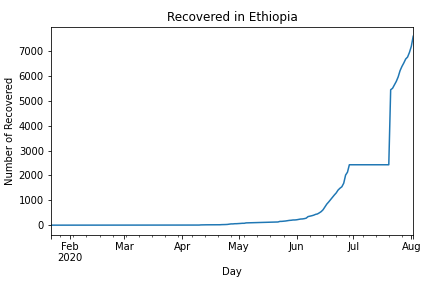 Recovered in Ethiopia
Number of Recovered
7000
6000
5000
4000
3000
2000
1000
0
Feb Mar Apr May Jun Jul Aug
2020
Day